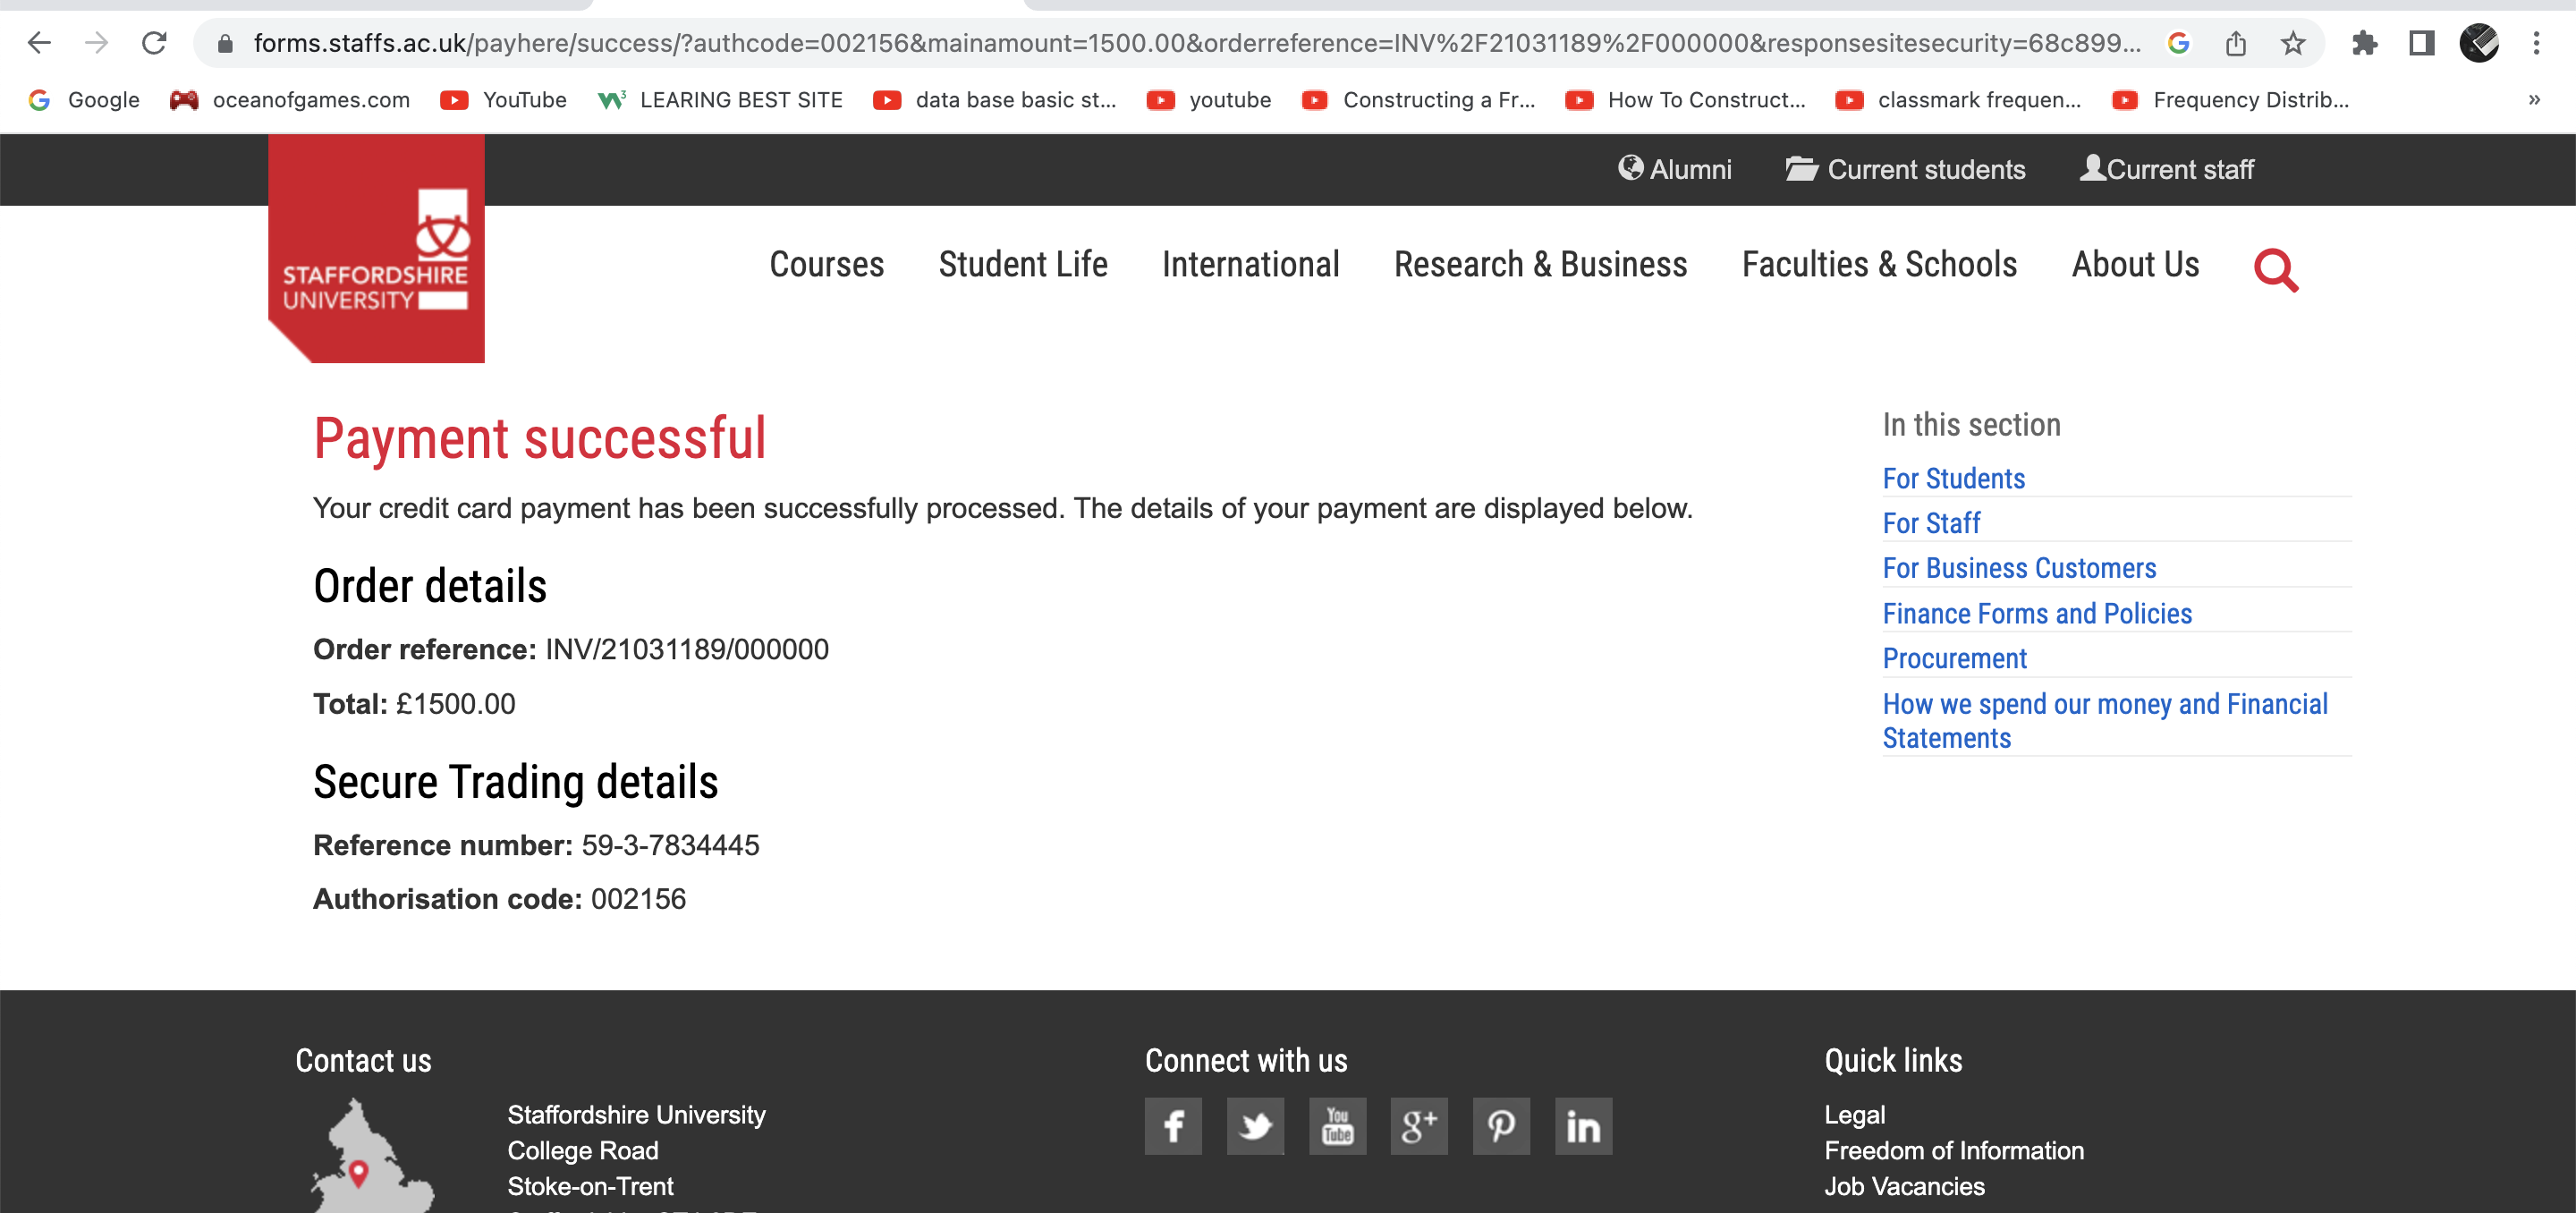 forms.staffs.ac.uk/payhere/success/?authcode=002156&mainamount=1500.00&orderreference=INV%2F21031189%2F000000&responsesitesecurity=68c899...
Google oceanofgames.com YouTube LEARING BEST SITE data base basic st... youtube Constructing a Fr... How To Construct... classmark frequen... Frequency Distrib... »
Alumni Current students Current staff
STAFFORDSHIRE
UNIVERSITY
Courses Student Life International Research & Business Faculties & Schools About Us
Payment successful
Your credit card payment has been successfully processed. The details of your payment are displayed below.
Order details
Order reference: INV/21031189/000000
Total: £1500.00
Secure Trading details
Reference number: 59-3-7834445
Authorisation code: 002156
In this section
For Students
For Staff
For Business Customers
Finance Forms and Policies
Procurement
How we spend our money and Financial
Statements
Contact us
Staffordshire University
College Road
Stoke-on-Trent
Connect with us
You
Tube
g+
in
Quick links
Legal
Freedom of Information
Job Vacancies